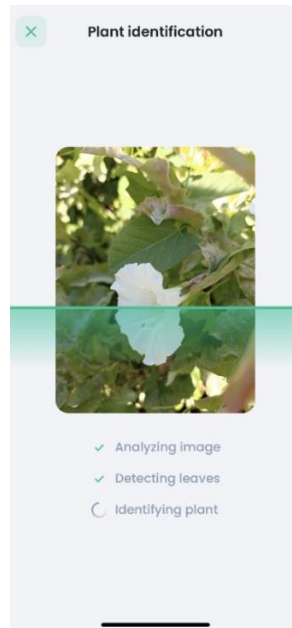 Plant identification
Analyzing image
Detecting leaves
Identifying plant